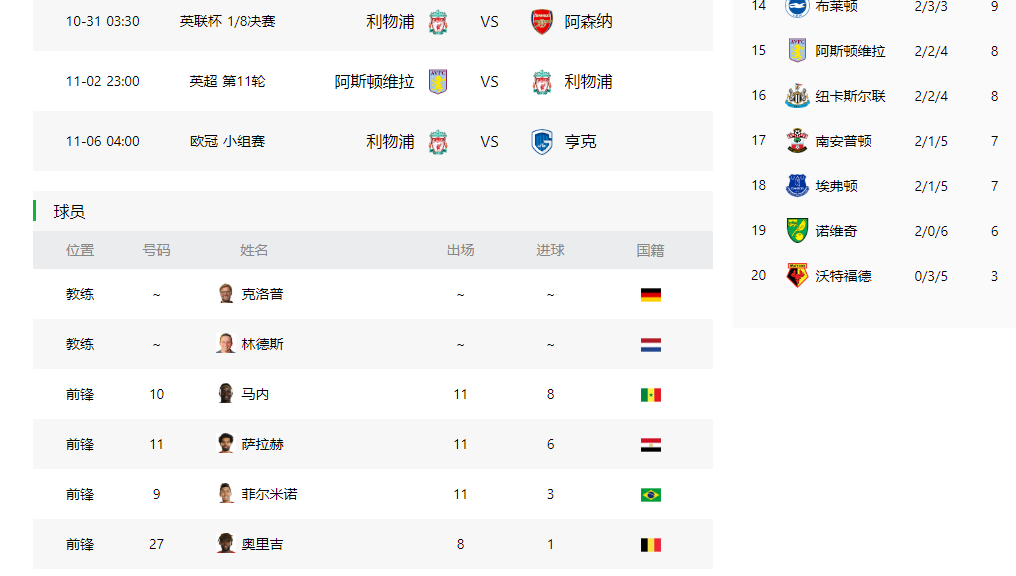 10-31 03:30 英联杯 1/8决赛 利物浦 VS 阿森纳
11-02 23:00 英超 第11轮 阿斯顿维拉 VS 利物浦
11-06 04:00 欧冠 小组赛 利物浦 VS 亨克
球员
位置 号码 姓名 出场 进球 国籍
教练 ~ 克洛普 ~ ~
教练 ~ 林德斯 ~ ~
前锋 10 马内 11 8
前锋 11 萨拉赫 11 6
前锋 9 菲尔米诺 11 3
前锋 27 奥里吉 8 1
14 布莱顿 2/3/3 9
15 阿斯顿维拉 2/2/4 8
16 纽卡斯尔联 2/2/4 8
17 南安普顿 2/1/5 7
18 埃弗顿 2/1/5 7
19 诺维奇 2/0/6 6
20 沃特福德 0/3/5 3